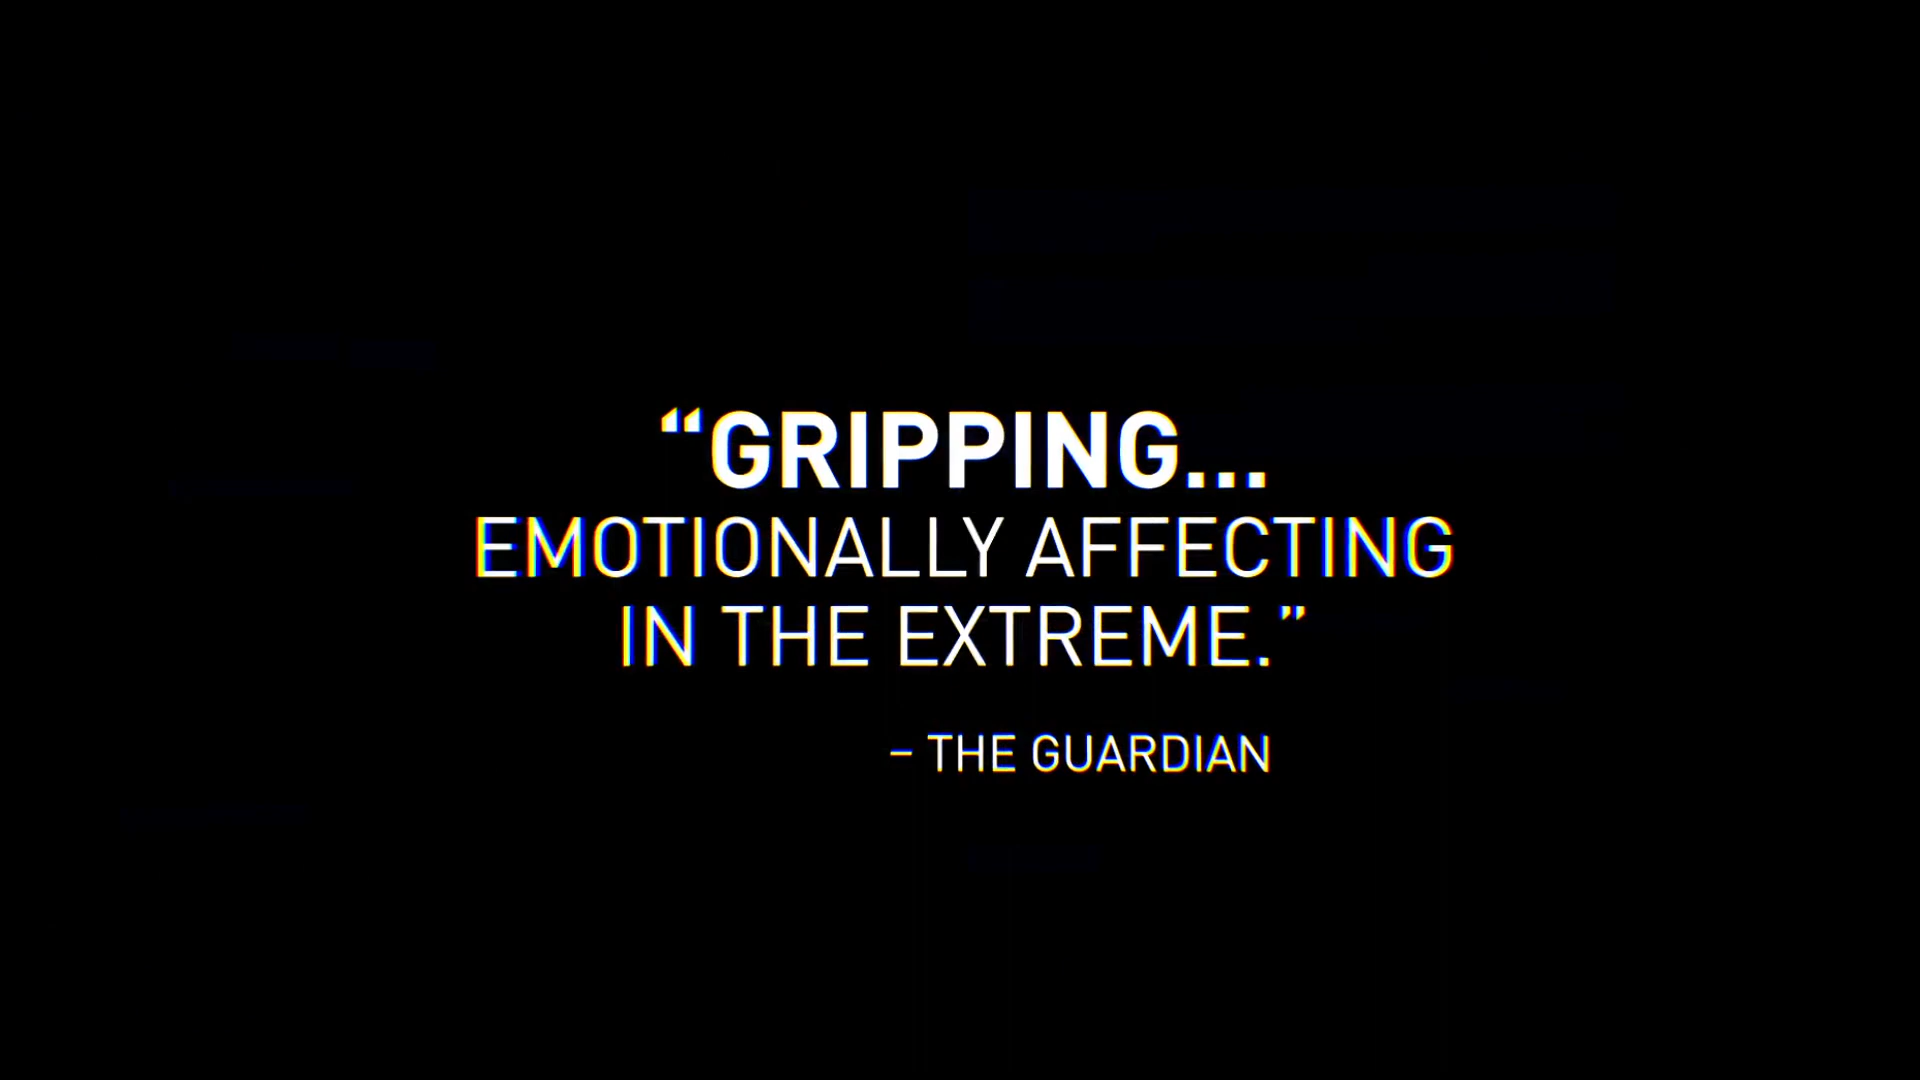 “GRIPPING...
EMOTIONALLY AFFECTING
IN THE EXTREME.”
– THE GUARDIAN